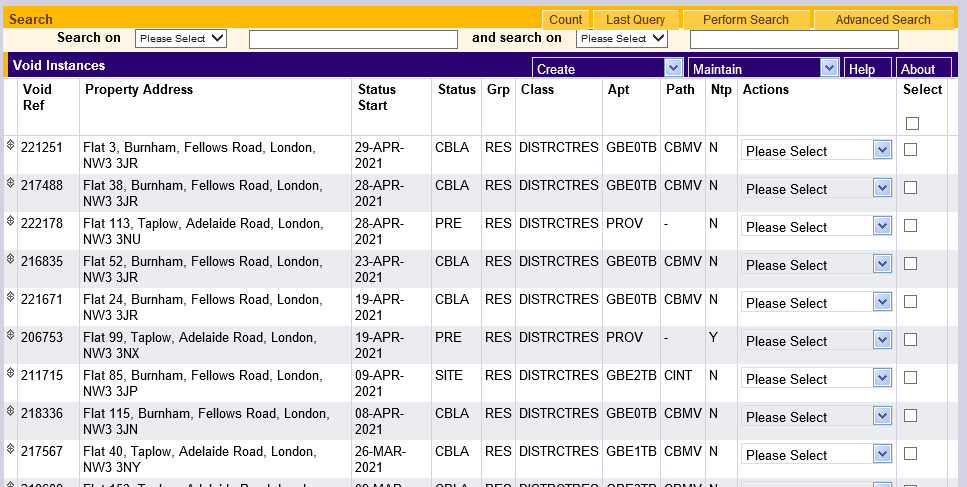 Search Count Last Query Perform Search Advanced Search
Search on Please Select and search on Please Select
Void Instances Create Maintain Help About
Void Ref Property Address Status Start Status Grp Class Apt Path Ntp Actions Select
221251 Flat 3, Burnham, Fellows Road, London, 29-APR- CBLA RES DISTRCTRES GBE0TB CBMV N Please Select
NW3 3JR 2021
217488 Flat 38, Burnham, Fellows Road, London, 28-APR- CBLA RES DISTRCTRES GBE0TB CBMV N Please Select
NW3 3JR 2021
222178 Flat 113, Taplow, Adelaide Road, London, 28-APR- PRE RES DISTRCTRES PROV - N Please Select
NW3 3NU 2021
216835 Flat 52, Burnham, Fellows Road, London, 23-APR- CBLA RES DISTRCTRES GBE0TB CBMV N Please Select
NW3 3JR 2021
221671 Flat 24, Burnham, Fellows Road, London, 19-APR- CBLA RES DISTRCTRES GBE0TB CBMV N Please Select
NW3 3JR 2021
206753 Flat 99, Taplow, Adelaide Road, London, 19-APR- PRE RES DISTRCTRES PROV - Y Please Select
NW3 3NX 2021
211715 Flat 85, Burnham, Fellows Road, London, 09-APR- SITE RES DISTRCTRES GBE2TB CINT N Please Select
NW3 3JP 2021
218336 Flat 115, Burnham, Fellows Road, London, 08-APR- CBLA RES DISTRCTRES GBE0TB CBMV N Please Select
NW3 3JN 2021
217567 Flat 40, Taplow, Adelaide Road, London, 26-MAR- CBLA RES DISTRCTRES GBE1TB CBMV N Please Select
NW3 3NY 2021